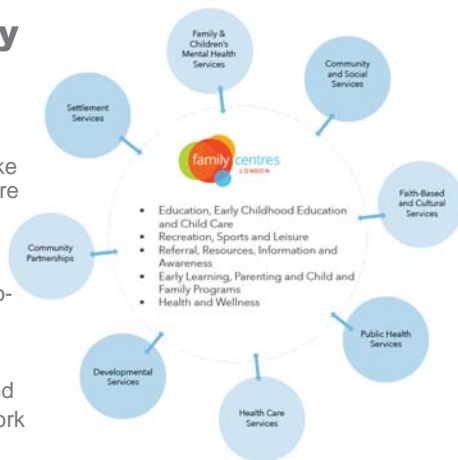 y
ke
re
o-
nd
ork
Family &
Children's
Mental Health
Services
Community
and Social
Services
Settlement
Services
family centres
LONDON
Faith-Based
and Cultural
Services
• Education, Early Childhood Education
and Child Care
• Recreation, Sports and Leisure
• Referral, Resources, Information and
Awareness
• Early Learning, Parenting and Child and
Family Programs
• Health and Wellness
Community
Partnerships
Public Health
Services
Developmental
Services
Health Care
Services